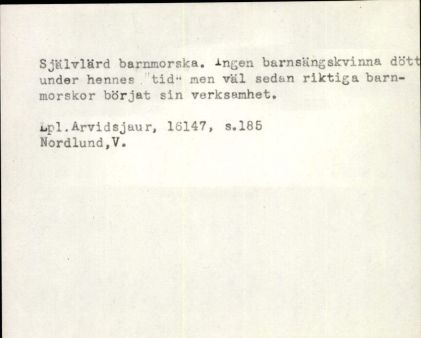 Självlärd barnmorska. Ingen barnsängskvinna dött
under hennes "tid" men väl sedan riktiga barn-
morskor börjat sin verksamhet.
Lpl.Arvidsjaur, 16147, s.185
Nordlund,V.